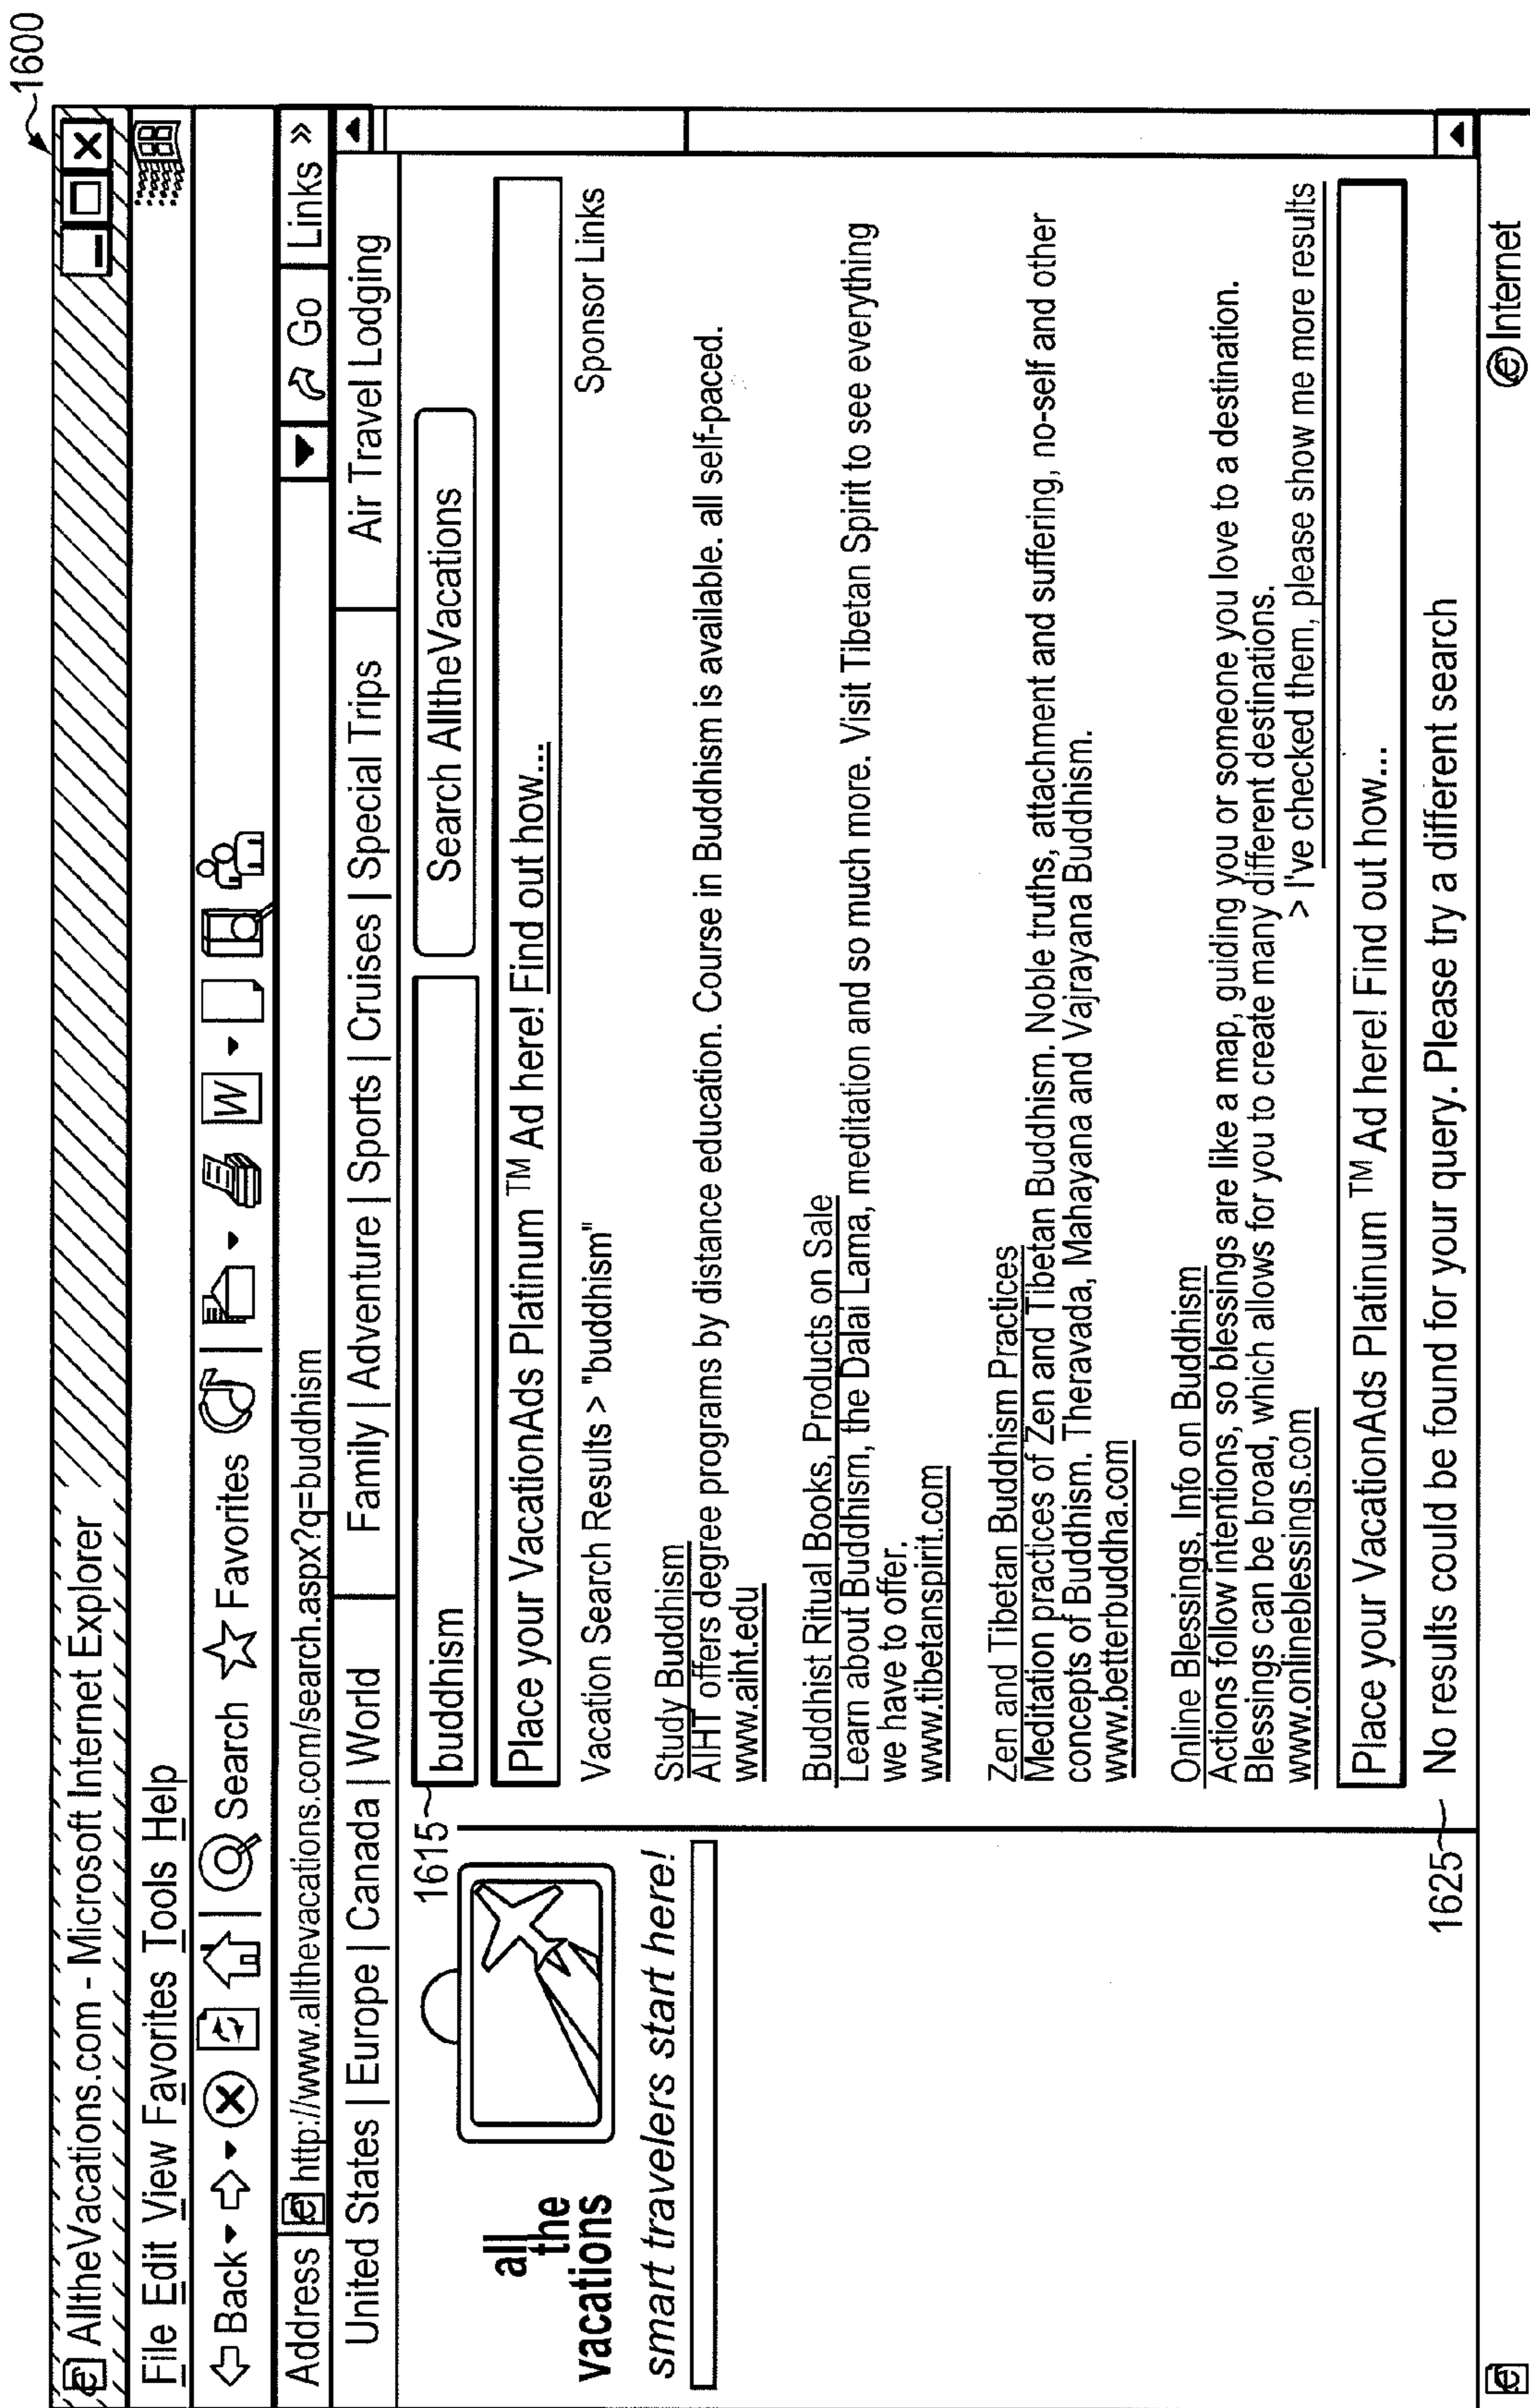 1600
AlltheVacations.com - Microsoft Internet Explorer
File Edit View Favorites Tools Help
Back Search Favorites W
Address http://www.allthevacations.com/search.aspx?q=buddhism Go Links »
United States | Europe | Canada | World Family | Adventure | Sports | Cruises | Special Trips Air Travel Lodging
all
the
vacations
smart travelers start here!
1615
buddhism Search AlltheVacations
Place your VacationAds Platinum ™ Ad here! Find out how...
Vacation Search Results > "buddhism" Sponsor Links
Study Buddhism
AIHT offers degree programs by distance education. Course in Buddhism is available. all self-paced.
www.aiht.edu
Buddhist Ritual Books, Products on Sale
Learn about Buddhism, the Dalai Lama, meditation and so much more. Visit Tibetan Spirit to see everything
we have to offer.
www.tibetanspirit.com
Zen and Tibetan Buddhism Practices
Meditation practices of Zen and Tibetan Buddhism. Noble truths, attachment and suffering, no-self and other
concepts of Buddhism. Theravada, Mahayana and Vajrayana Buddhism.
www.betterbuddha.com
Online Blessings, Info on Buddhism
Actions follow intentions, so blessings are like a map, guiding you or someone you love to a destination.
Blessings can be broad, which allows for you to create many different destinations.
www.onlineblessings.com > I've checked them, please show me more results
Place your VacationAds Platinum ™ Ad here! Find out how...
1625
No results could be found for your query. Please try a different search
Internet